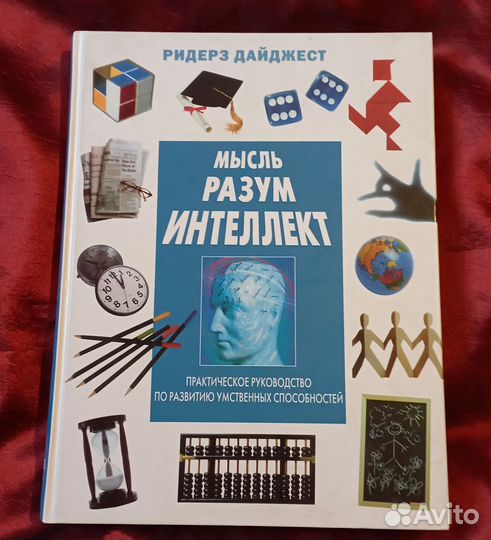 РИДЕРЗ ДАЙДЖЕСТ
МЫСЛЬ
РАЗУМ
ИНТЕЛЛЕКТ
ПРАКТИЧЕСКОЕ РУКОВОДСТВО
ПО РАЗВИТИЮ УМСТВЕННЫХ СПОСОБНОСТЕЙ
Avito